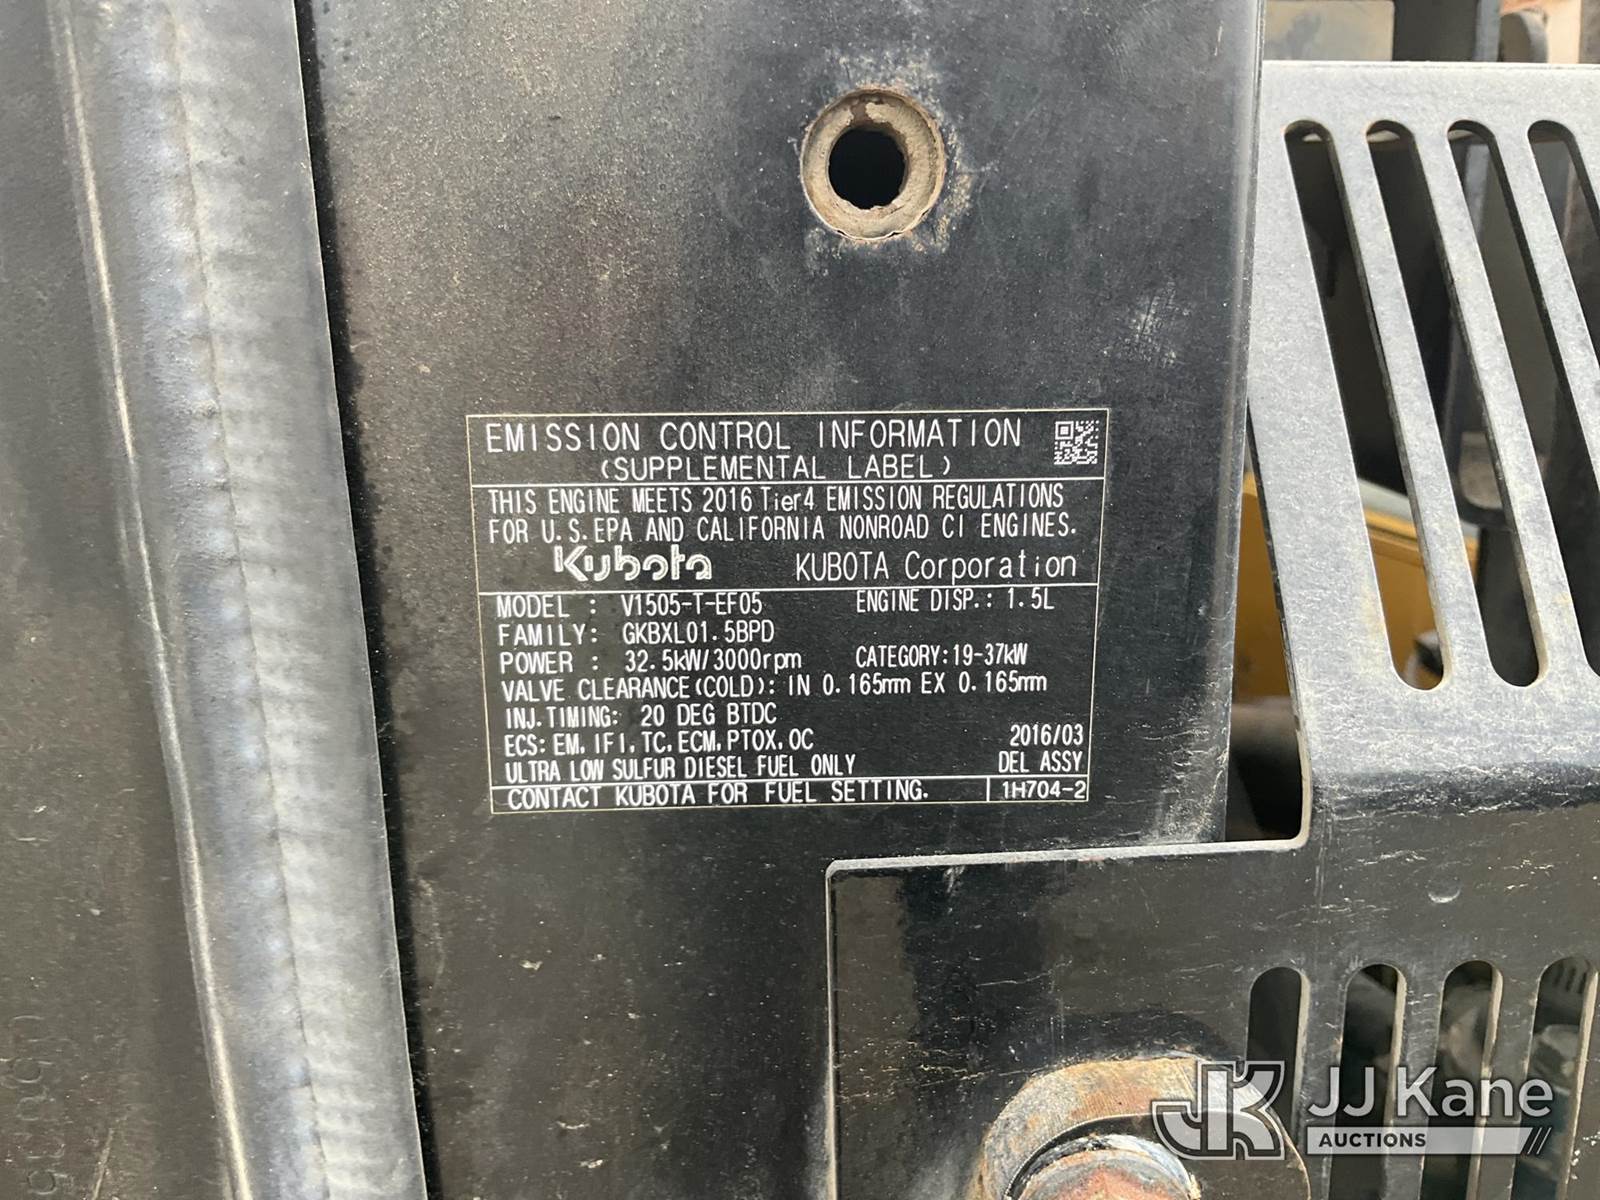 EMISSION CONTROL INFORMATION
(SUPPLEMENTAL LABEL)
THIS ENGINE MEETS 2016 Tier4 EMISSION REGULATIONS
FOR U.S.EPA AND CALIFORNIA NONROAD CI ENGINES.
Kubota KUBOTA Corporation
MODEL : V1505-T-EF05 ENGINE DISP.: 1.5L
FAMILY: GKBXL01.5BPD
POWER : 32.5kW/3000rpm CATEGORY:19-37kW
VALVE CLEARANCE(COLD): IN 0.165mm EX 0.165mm
INJ.TIMING: 20 DEG BTDC
ECS: EM, IFI, TC, ECM, PTOX, OC 2016/03
ULTRA LOW SULFUR DIESEL FUEL ONLY DEL ASSY
CONTACT KUBOTA FOR FUEL SETTING. 1H704-2
JK JJ Kane
AUCTIONS